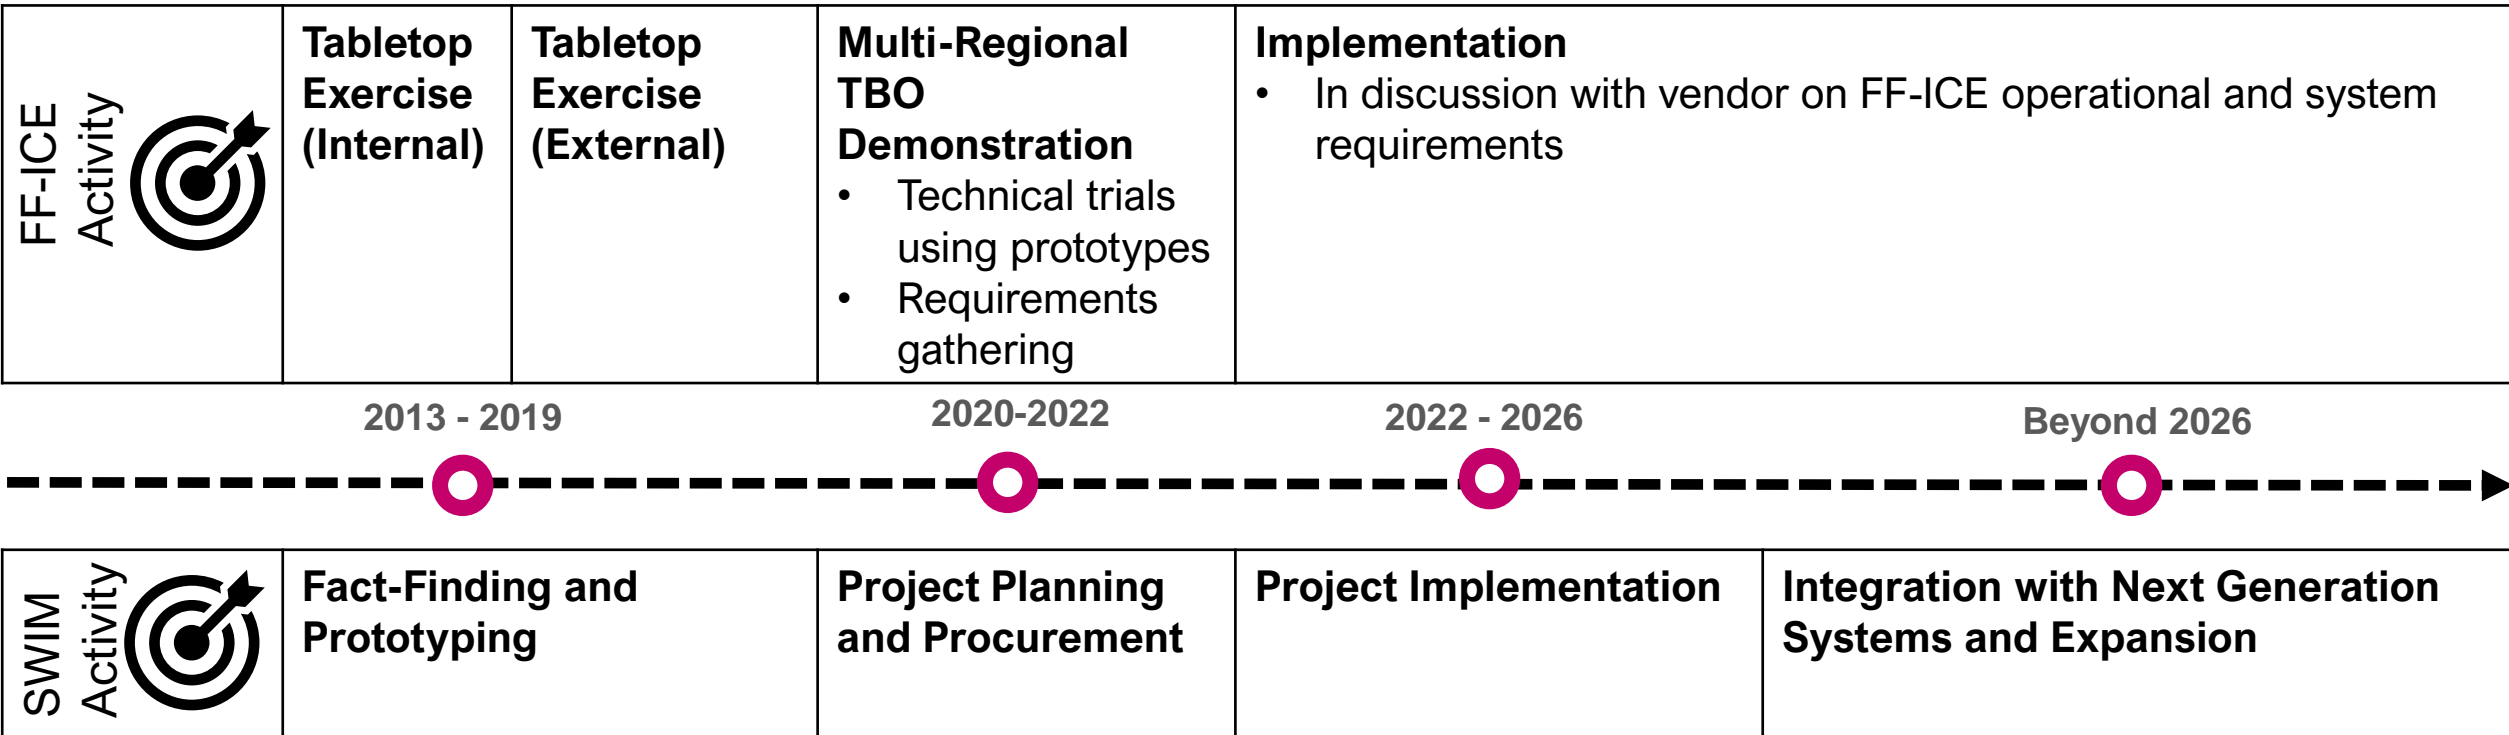 FF-ICE
Activity
Tabletop
Exercise
(Internal)
Tabletop
Exercise
(External)
Multi-Regional
TBO
Demonstration
• Technical trials
using prototypes
• Requirements
gathering
Implementation
• In discussion with vendor on FF-ICE operational and system
requirements
2013 - 2019
2020-2022
2022 - 2026
Beyond 2026
SWIM
Activity
Fact-Finding and
Prototyping
Project Planning
and Procurement
Project Implementation
Integration with Next Generation
Systems and Expansion